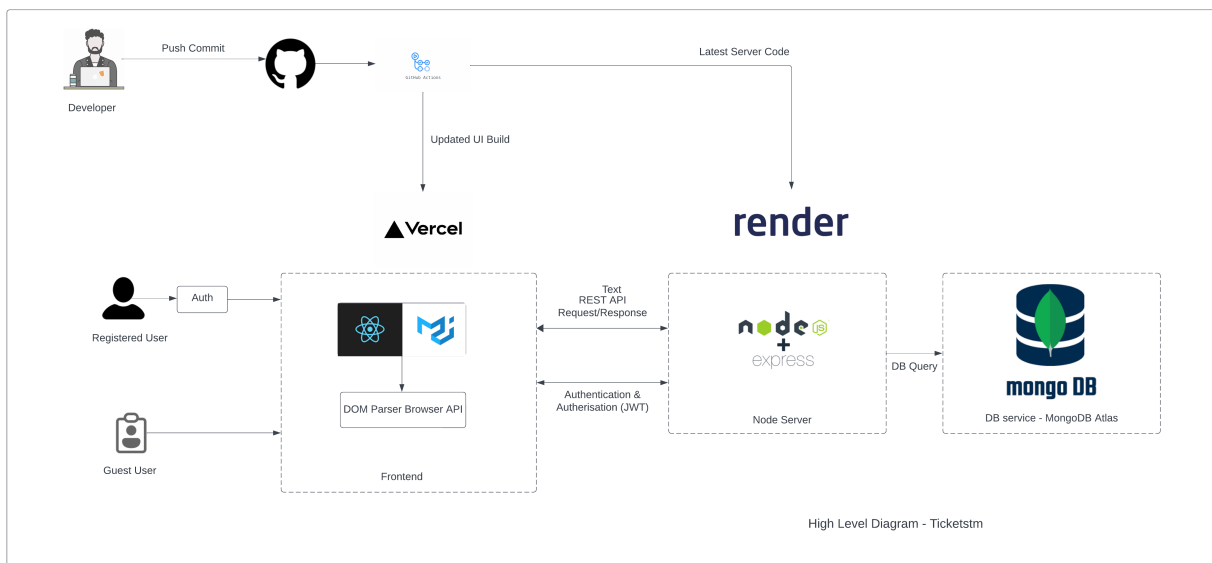 Push Commit
Latest Server Code
GitHub Actions
Developer
Updated UI Build
Vercel
render
Auth
Registered User
Text
REST API
Request/Response
node
JS
+
express
DB Query
mongo DB
DOM Parser Browser API
Authentication &
Autherisation (JWT)
Node Server
DB service - MongoDB Atlas
Guest User
Frontend
High Level Diagram - Ticketstm